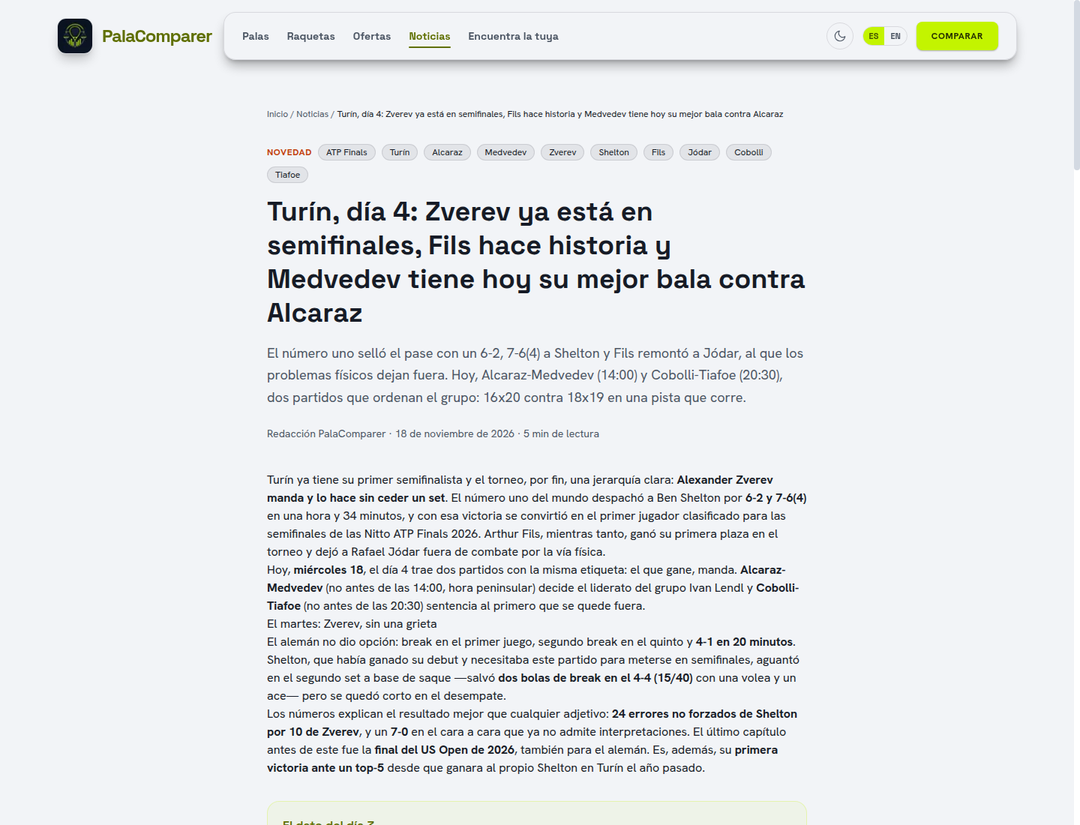 PalaComparer
Palas Raquetas Ofertas Noticias Encuentra la tuya
ES EN COMPARAR
Inicio / Noticias / Turín, día 4: Zverev ya está en semifinales, Fils hace historia y Medvedev tiene hoy su mejor bala contra Alcaraz
NOVEDAD ATP Finals Turín Alcaraz Medvedev Zverev Shelton Fils Jódar Cobolli
Tiafoe
Turín, día 4: Zverev ya está en
semifinales, Fils hace historia y
Medvedev tiene hoy su mejor bala contra
Alcaraz
El número uno selló el pase con un 6-2, 7-6(4) a Shelton y Fils remontó a Jódar, al que los
problemas físicos dejan fuera. Hoy, Alcaraz-Medvedev (14:00) y Cobolli-Tiafoe (20:30),
dos partidos que ordenan el grupo: 16x20 contra 18x19 en una pista que corre.
Redacción PalaComparer · 18 de noviembre de 2026 · 5 min de lectura
Turín ya tiene su primer semifinalista y el torneo, por fin, una jerarquía clara: Alexander Zverev
manda y lo hace sin ceder un set. El número uno del mundo despachó a Ben Shelton por 6-2 y 7-6(4)
en una hora y 34 minutos, y con esa victoria se convirtió en el primer jugador clasificado para las
semifinales de las Nitto ATP Finals 2026. Arthur Fils, mientras tanto, ganó su primera plaza en el
torneo y dejó a Rafael Jódar fuera de combate por la vía física.
Hoy, miércoles 18, el día 4 trae dos partidos con la misma etiqueta: el que gane, manda. Alcaraz-
Medvedev (no antes de las 14:00, hora peninsular) decide el liderato del grupo Ivan Lendl y Cobolli-
Tiafoe (no antes de las 20:30) sentencia al primero que se quede fuera.
El martes: Zverev, sin una grieta
El alemán no dio opción: break en el primer juego, segundo break en el quinto y 4-1 en 20 minutos.
Shelton, que había ganado su debut y necesitaba este partido para meterse en semifinales, aguantó
en el segundo set a base de saque —salvó dos bolas de break en el 4-4 (15/40) con una volea y un
ace— pero se quedó corto en el desempate.
Los números explican el resultado mejor que cualquier adjetivo: 24 errores no forzados de Shelton
por 10 de Zverev, y un 7-0 en el cara a cara que ya no admite interpretaciones. El último capítulo
antes de este fue la final del US Open de 2026, también para el alemán. Es, además, su primera
victoria ante un top-5 desde que ganara al propio Shelton en Turín el año pasado.